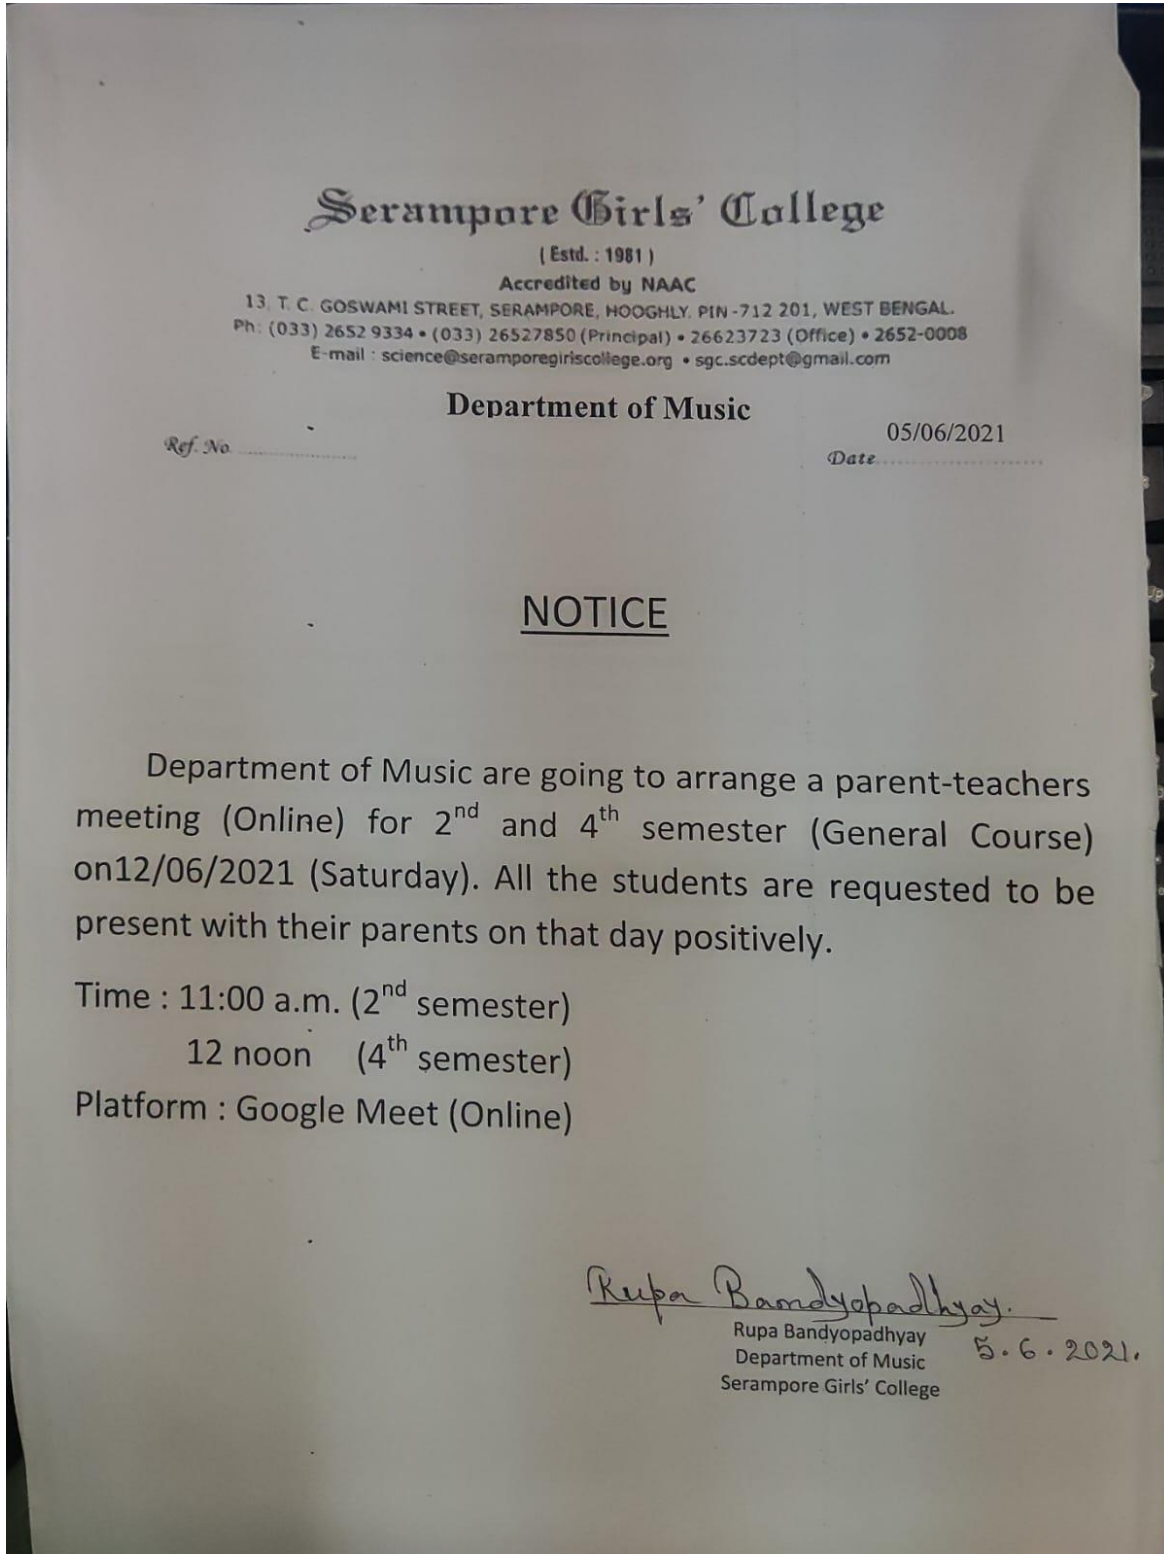 Serampore Girls' College
( Estd. : 1981 )
Accredited by NAAC
13, T. C. GOSWAMI STREET, SERAMPORE, HOOGHLY. PIN -712 201, WEST BENGAL.
Ph: (033) 2652 9334 • (033) 26527850 (Principal) • 26623723 (Office) • 2652-0008
E-mail : science@seramporegirlscollege.org • sgc.scdept@gmail.com
Department of Music
05/06/2021
Ref. No. ........................ Date..........................
NOTICE
Department of Music are going to arrange a parent-teachers
meeting (Online) for 2nd and 4th semester (General Course)
on12/06/2021 (Saturday). All the students are requested to be
present with their parents on that day positively.
Time : 11:00 a.m. (2nd semester)
12 noon (4th semester)
Platform : Google Meet (Online)
Rupa Bandyopadhyay.
Rupa Bandyopadhyay
5.6.2021.
Department of Music
Serampore Girls' College